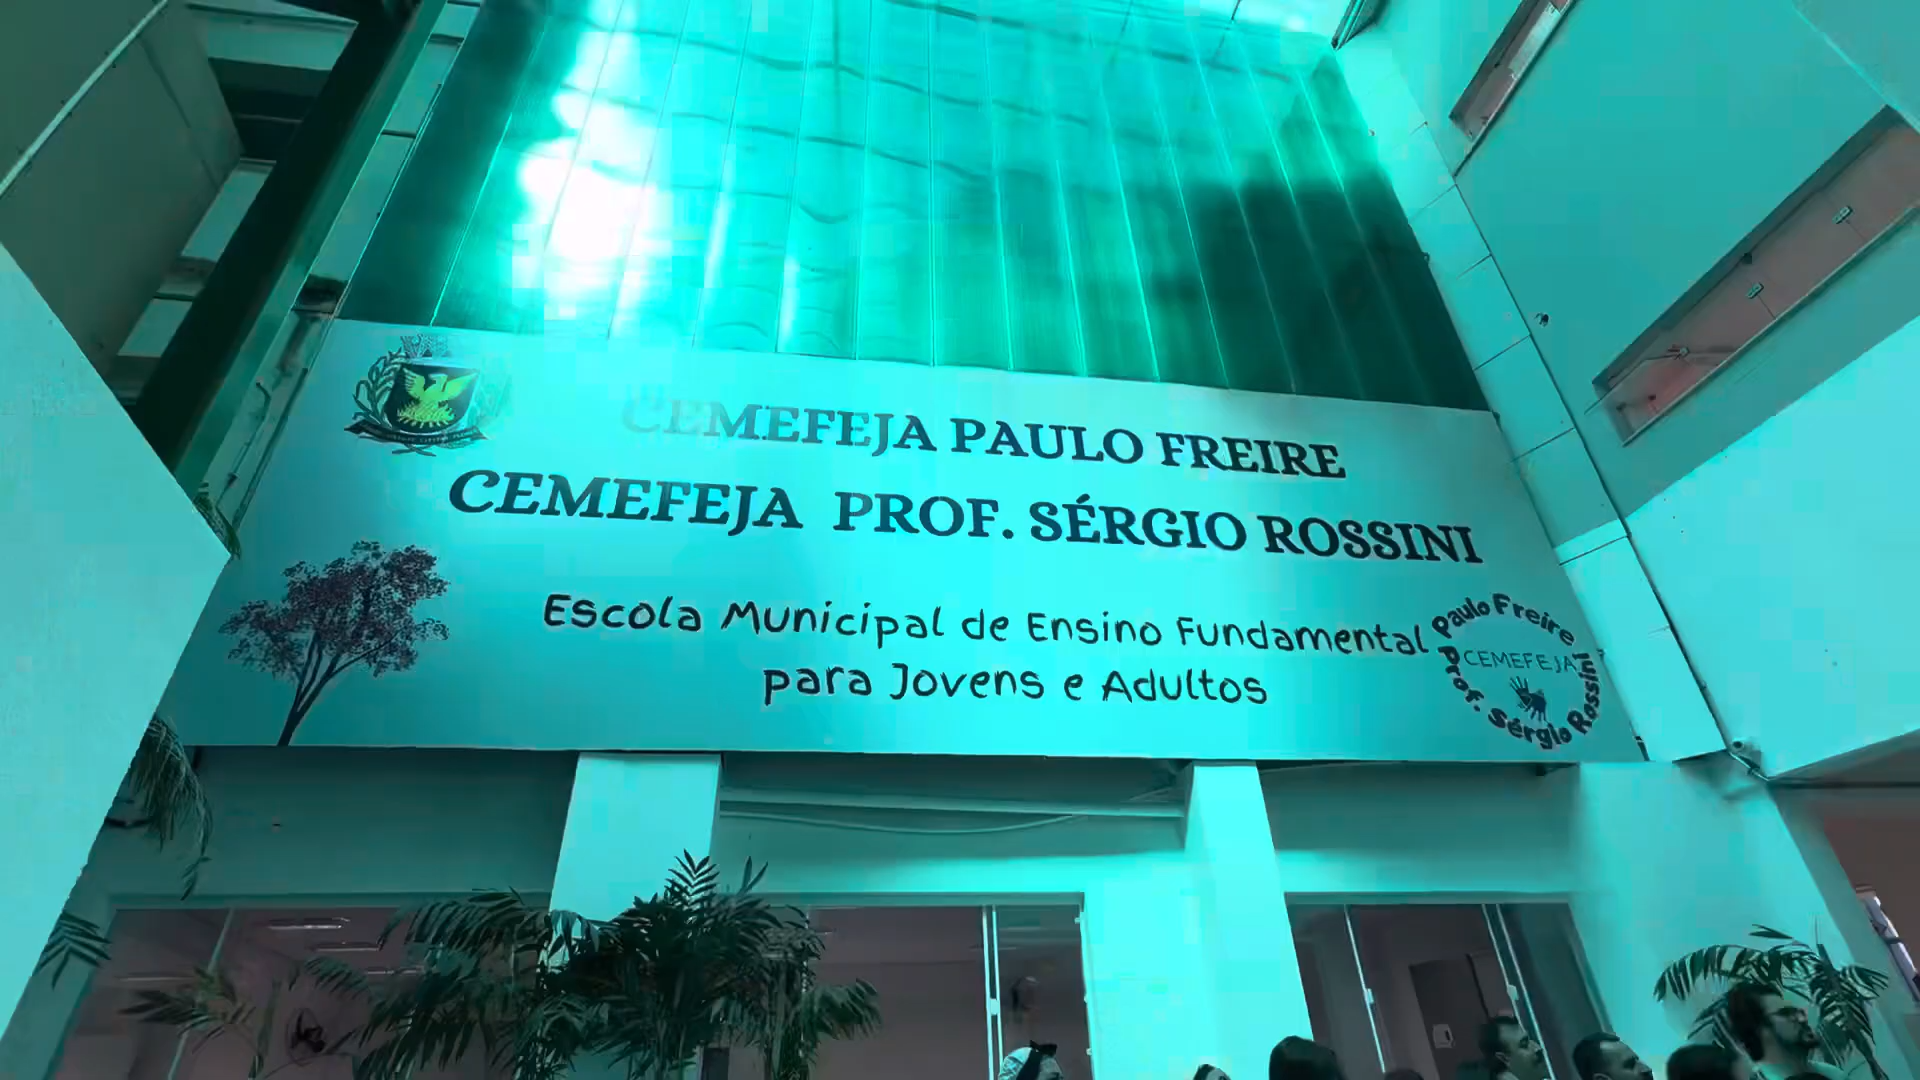 CEMEFEJA PAULO FREIRE
CEMEFEJA PROF. SÉRGIO ROSSINI
Escola Municipal de Ensino Fundamental
para Jovens e Adultos
Paulo Freire
CEMEFEJA
Prof. Sérgio Rossini